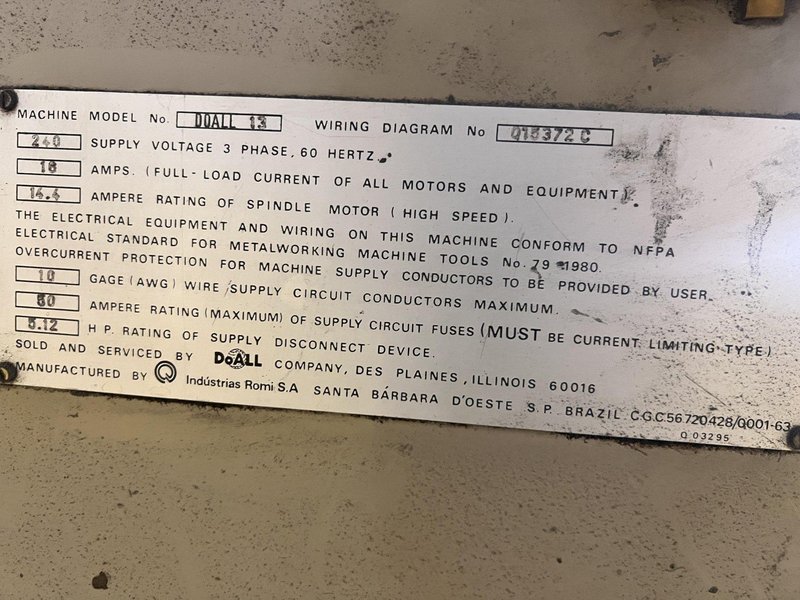 MACHINE MODEL No. DOALL 13 WIRING DIAGRAM No Q15372 C
240 SUPPLY VOLTAGE 3 PHASE, 60 HERTZ.
18 AMPS. (FULL-LOAD CURRENT OF ALL MOTORS AND EQUIPMENT).
14.4 AMPERE RATING OF SPINDLE MOTOR (HIGH SPEED).
THE ELECTRICAL EQUIPMENT AND WIRING ON THIS MACHINE CONFORM TO NFPA
ELECTRICAL STANDARD FOR METALWORKING MACHINE TOOLS No. 79-1980.
OVERCURRENT PROTECTION FOR MACHINE SUPPLY CONDUCTORS TO BE PROVIDED BY USER.
10 GAGE (AWG) WIRE SUPPLY CIRCUIT CONDUCTORS MAXIMUM.
AMPERE RATING (MAXIMUM) OF SUPPLY CIRCUIT FUSES (MUST BE CURRENT LIMITING TYPE)
5.12 H P. RATING OF SUPPLY DISCONNECT DEVICE.
SOLD AND SERVICED BY DoALL COMPANY, DES PLAINES, ILLINOIS 60016
MANUFACTURED BY Indústrias Romi S.A SANTA BÁRBARA D'OESTE S.P. BRAZIL C.G.C 56 720428/0001-63
Q 03295